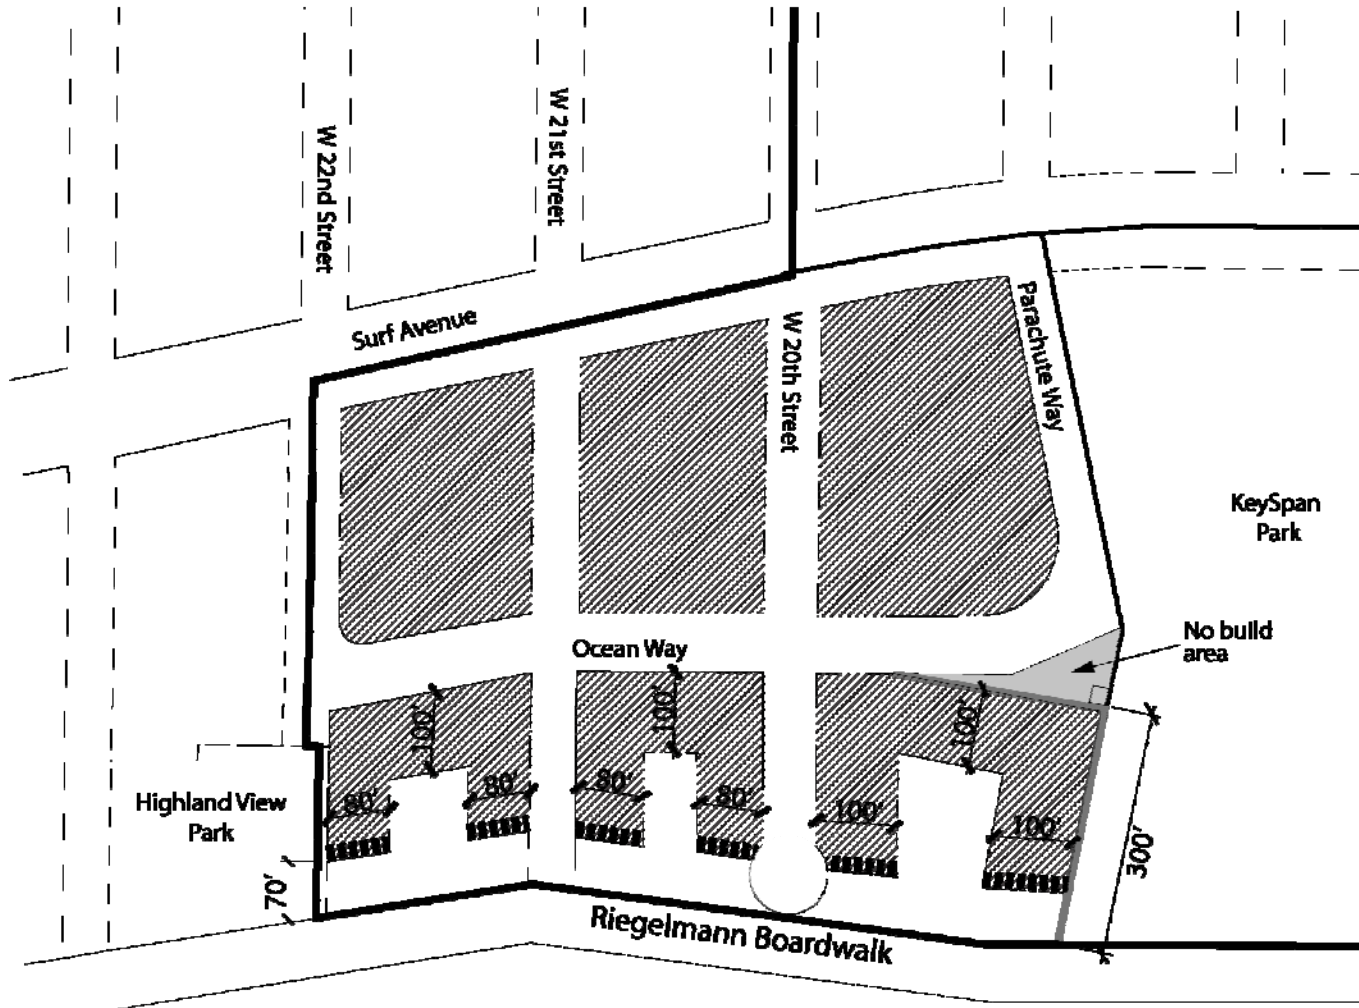 W 22nd Street
W 21st Street
Surf Avenue
W 20th Street
Parachute Way
KeySpan
Park
No build
area
Ocean Way
100'
100'
100'
Highland View
Park
80'
80'
80'
80'
100'
100'
300'
70'
Riegelmann Boardwalk